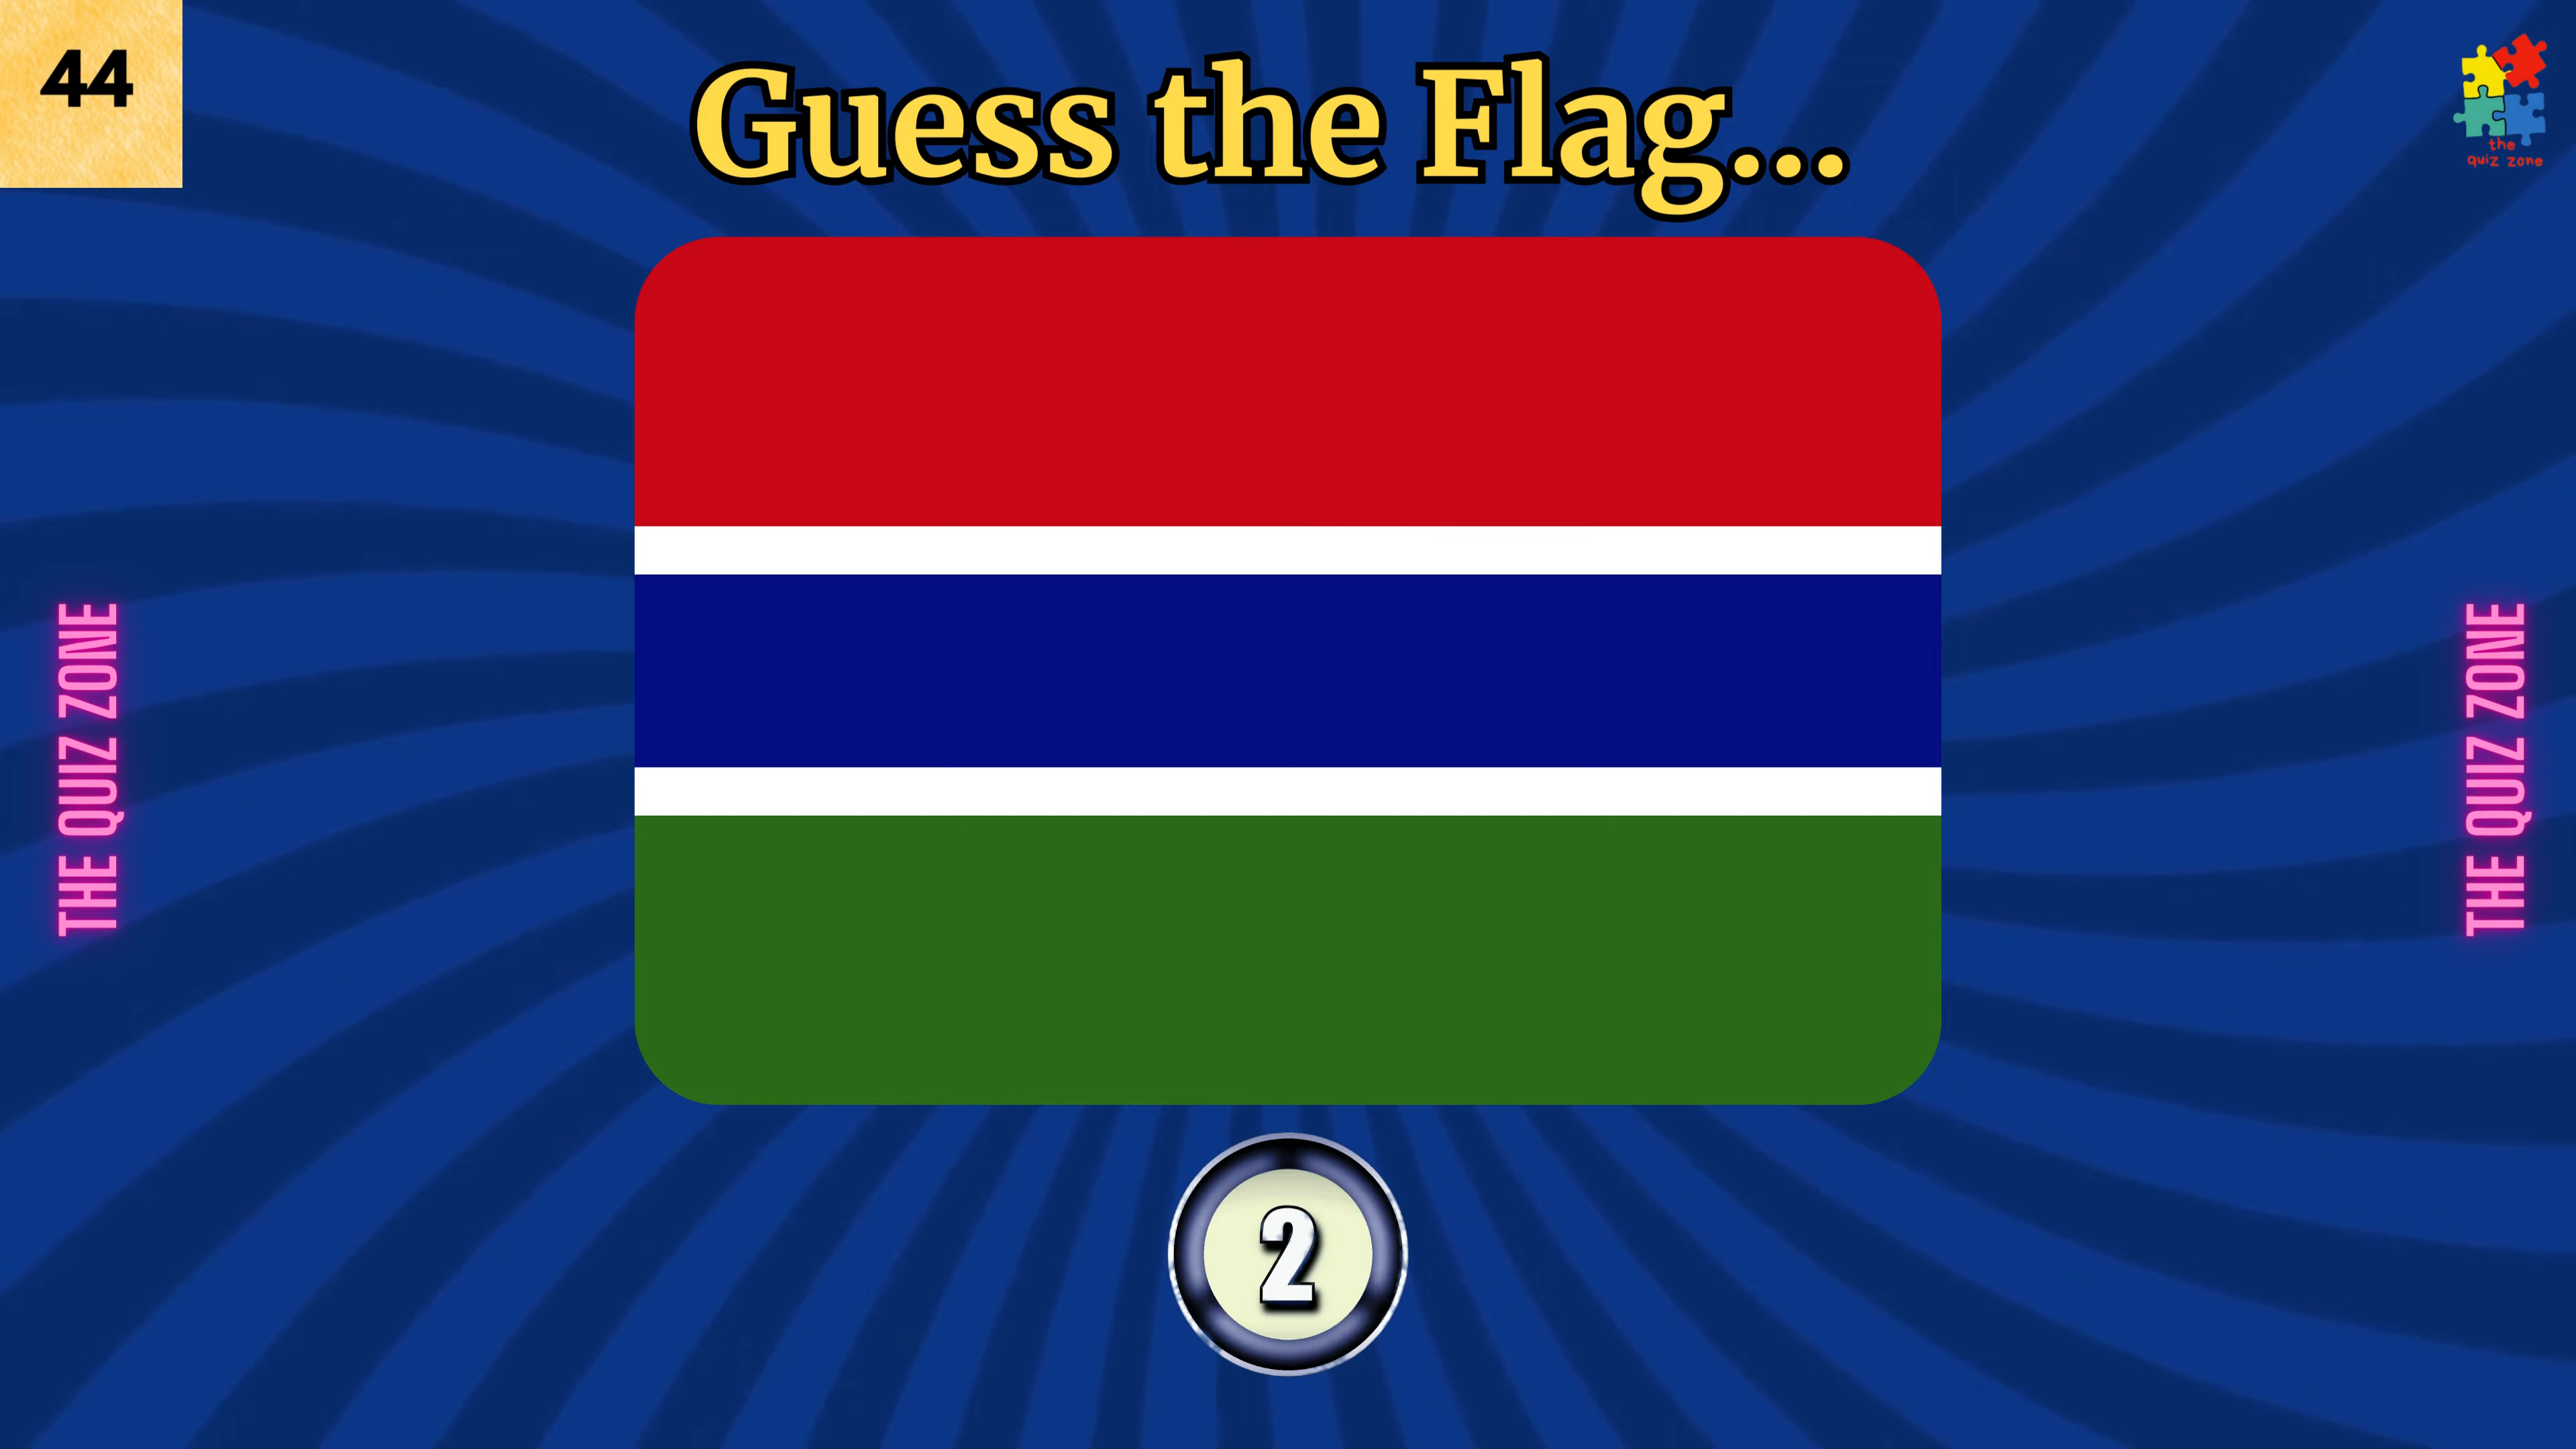 44
Guess the Flag...
the
quiz zone
THE QUIZ ZONE
THE QUIZ ZONE
2